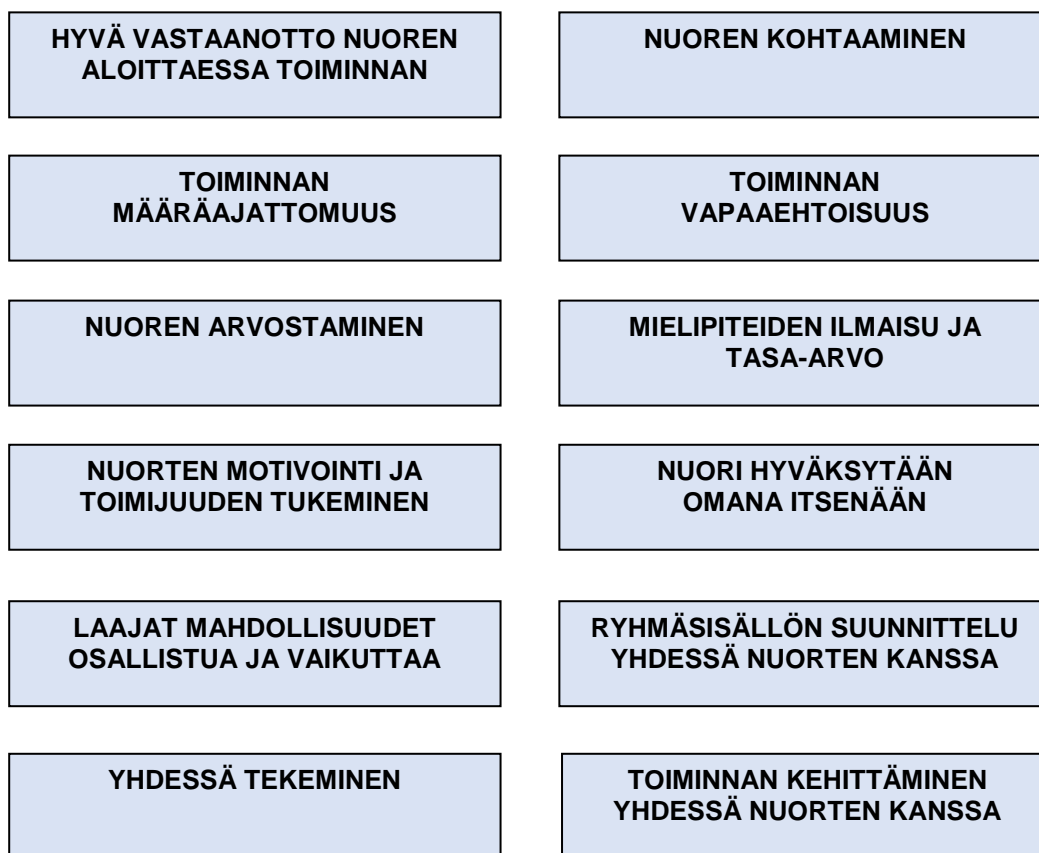 HYVÄ VASTAANOTTO NUOREN
ALOITTAESSA TOIMINNAN
NUOREN KOHTAAMINEN
TOIMINNAN
MÄÄRÄAJATTOMUUS
TOIMINNAN
VAPAAEHTOISUUS
NUOREN ARVOSTAMINEN
MIELIPITEIDEN ILMAISU JA
TASA-ARVO
NUORTEN MOTIVOINTI JA
TOIMIJUUDEN TUKEMINEN
NUORI HYVÄKSYTÄÄN
OMANA ITSENÄÄN
LAAJAT MAHDOLLISUUDET
OSALLISTUA JA VAIKUTTAA
RYHMÄSISÄLLÖN SUUNNITTELU
YHDESSÄ NUORTEN KANSSA
YHDESSÄ TEKEMINEN
TOIMINNAN KEHITTÄMINEN
YHDESSÄ NUORTEN KANSSA